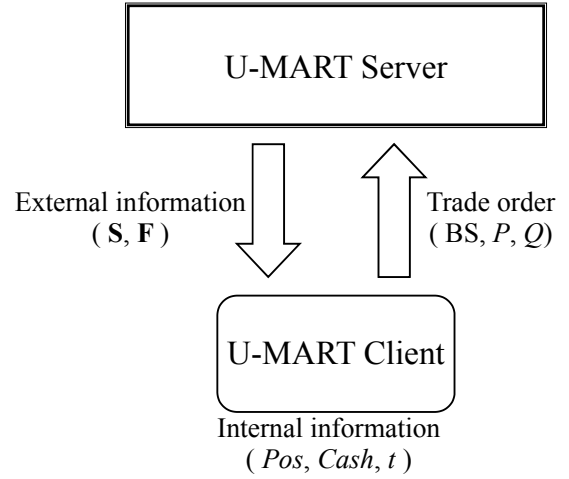 U-MART Server
External information
( S, F )
Trade order
( BS, P, Q)
U-MART Client
Internal information
( Pos, Cash, t )